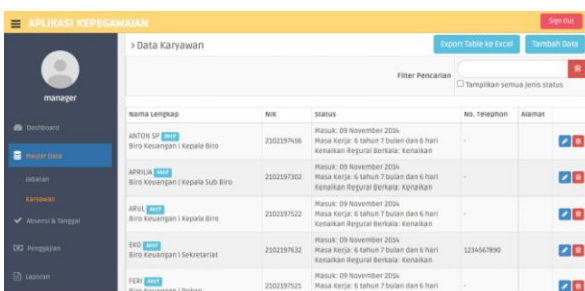 APLIKASI KEPEGAWAIAN
Sign Out
> Data Karyawan
Export Table ke Excel
Tambah Data
Filter Pencarian
Tampilkan semua jenis status
manager
Dashboard
Master Data
Jabatan
Karyawan
Absensi & Tanggal
Penggajian
Laporan
Nama Lengkap NIK Status No. Telephon Alamat
ANTON SP Aktif
Biro Keuangan | Kepala Biro
2102197456
Masuk: 09 November 2014
Masa Kerja: 6 tahun 7 bulan dan 6 hari
Kenaikan Regural Berkala: Kenaikan
-
APRILIA Aktif
Biro Keuangan | Kepala Sub Biro
2102197302
Masuk: 09 November 2014
Masa Kerja: 6 tahun 7 bulan dan 6 hari
Kenaikan Regural Berkala: Kenaikan
-
ARUL Aktif
Biro Keuangan | Kepala Biro
2102197522
Masuk: 09 November 2014
Masa Kerja: 6 tahun 7 bulan dan 6 hari
Kenaikan Regural Berkala: Kenaikan
-
EKO Aktif
Biro Keuangan | Sekretariat
2102197632
Masuk: 09 November 2014
Masa Kerja: 6 tahun 7 bulan dan 6 hari
Kenaikan Regural Berkala: Kenaikan
1234567890
FERI Aktif
Biro Keuangan |
2102197521
Masuk: 09 November 2014
Masa Kerja: 6 tahun 7 bulan dan 6 hari
-